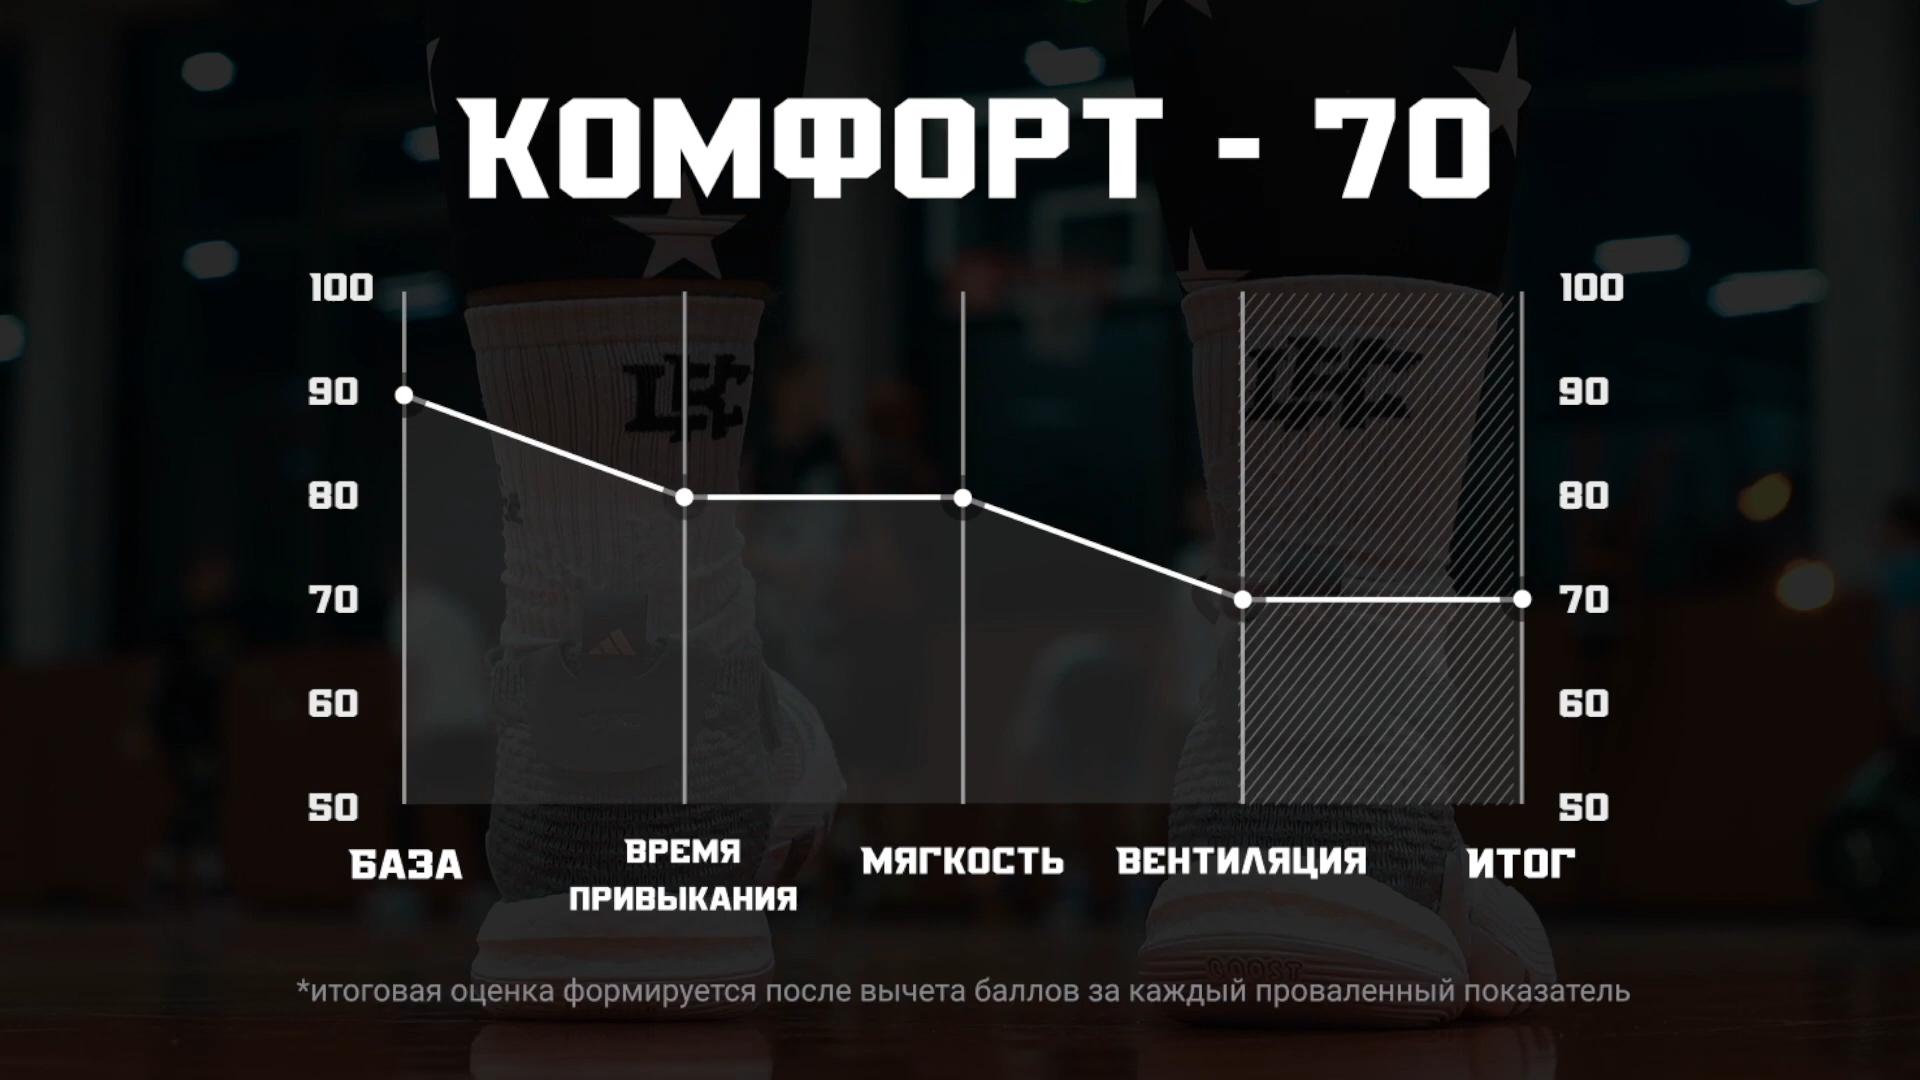 КОМФОРТ - 70
100 100
90 90
80 80
70 70
60 60
50 50
БАЗА
ВРЕМЯ
ПРИВЫКАНИЯ
МЯГКОСТЬ
ВЕНТИЛЯЦИЯ
ИТОГ
*итоговая оценка формируется после вычета баллов за каждый проваленный показатель
BOOST